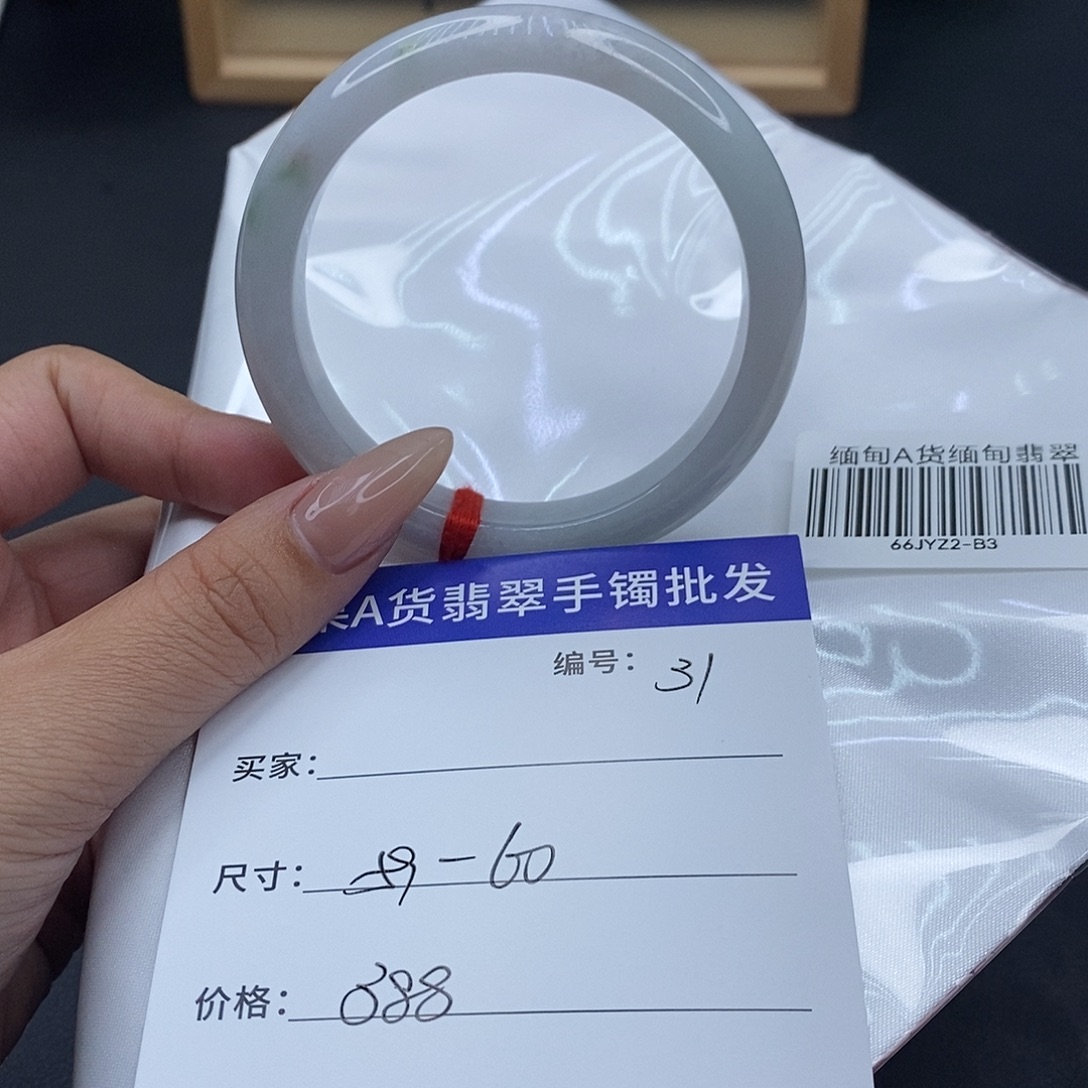 缅甸A货缅甸翡翠
66JYZ2-B3
A货翡翠手镯批发
编号: 31
买家:
尺寸: 59-60
价格: 388